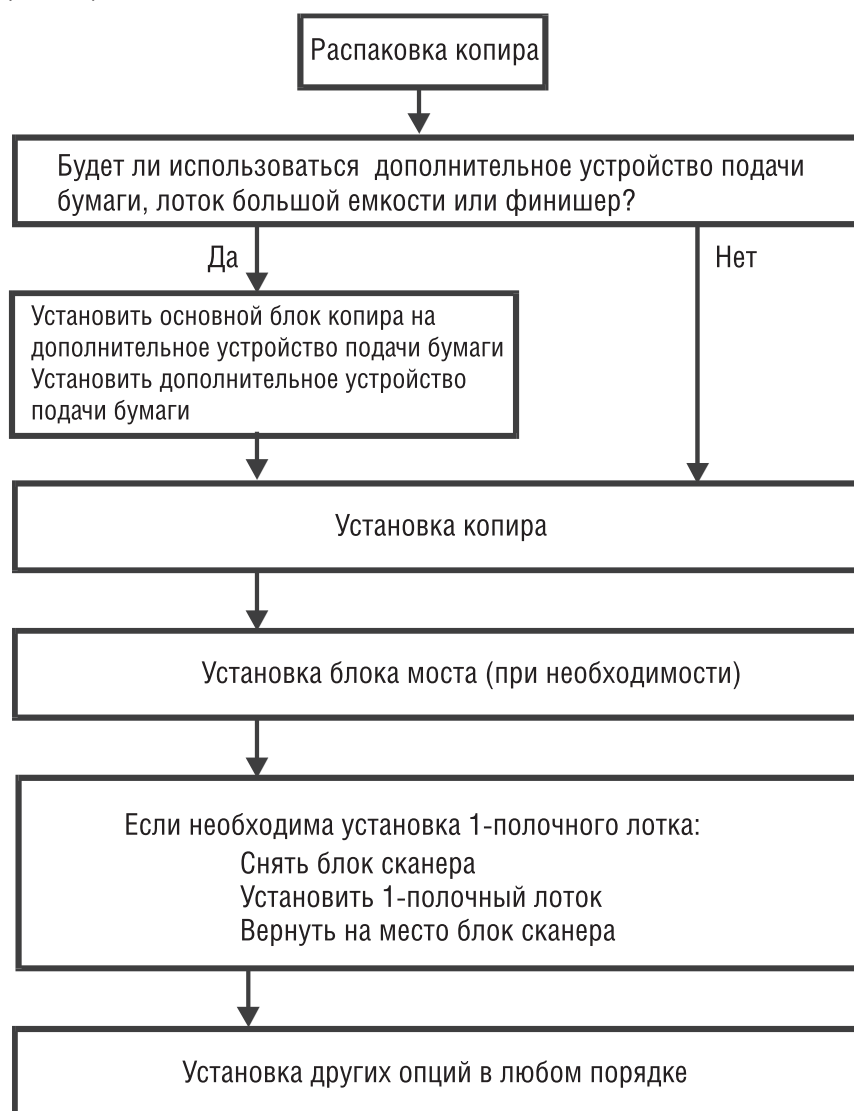 Распаковка копира
Будет ли использоваться дополнительное устройство подачи
бумаги, лоток большой емкости или финишер?
Да
Нет
Установить основной блок копира на
дополнительное устройство подачи бумаги
Установить дополнительное устройство
подачи бумаги
Установка копира
Установка блока моста (при необходимости)
Если необходима установка 1-полочного лотка:
Снять блок сканера
Установить 1-полочный лоток
Вернуть на место блок сканера
Установка других опций в любом порядке